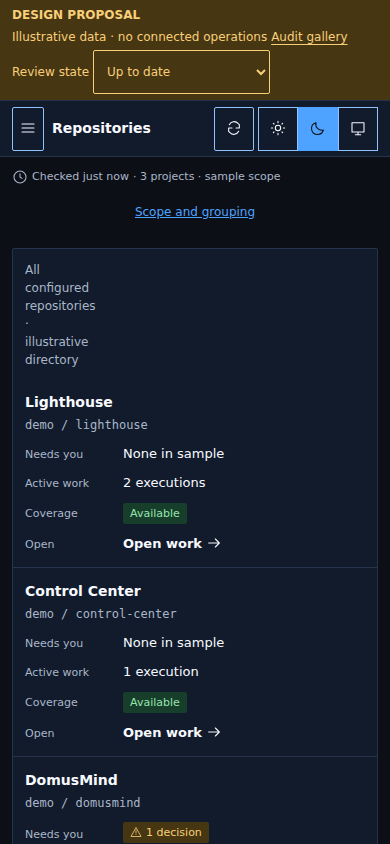 DESIGN PROPOSAL
Illustrative data · no connected operations Audit gallery
Review state Up to date
Repositories
Checked just now · 3 projects · sample scope
Scope and grouping
All
configured
repositories
·
illustrative
directory
Lighthouse
demo / lighthouse
Needs you None in sample
Active work 2 executions
Coverage Available
Open Open work →
Control Center
demo / control-center
Needs you None in sample
Active work 1 execution
Coverage Available
Open Open work →
DomusMind
demo / domusmind
Needs you 1 decision